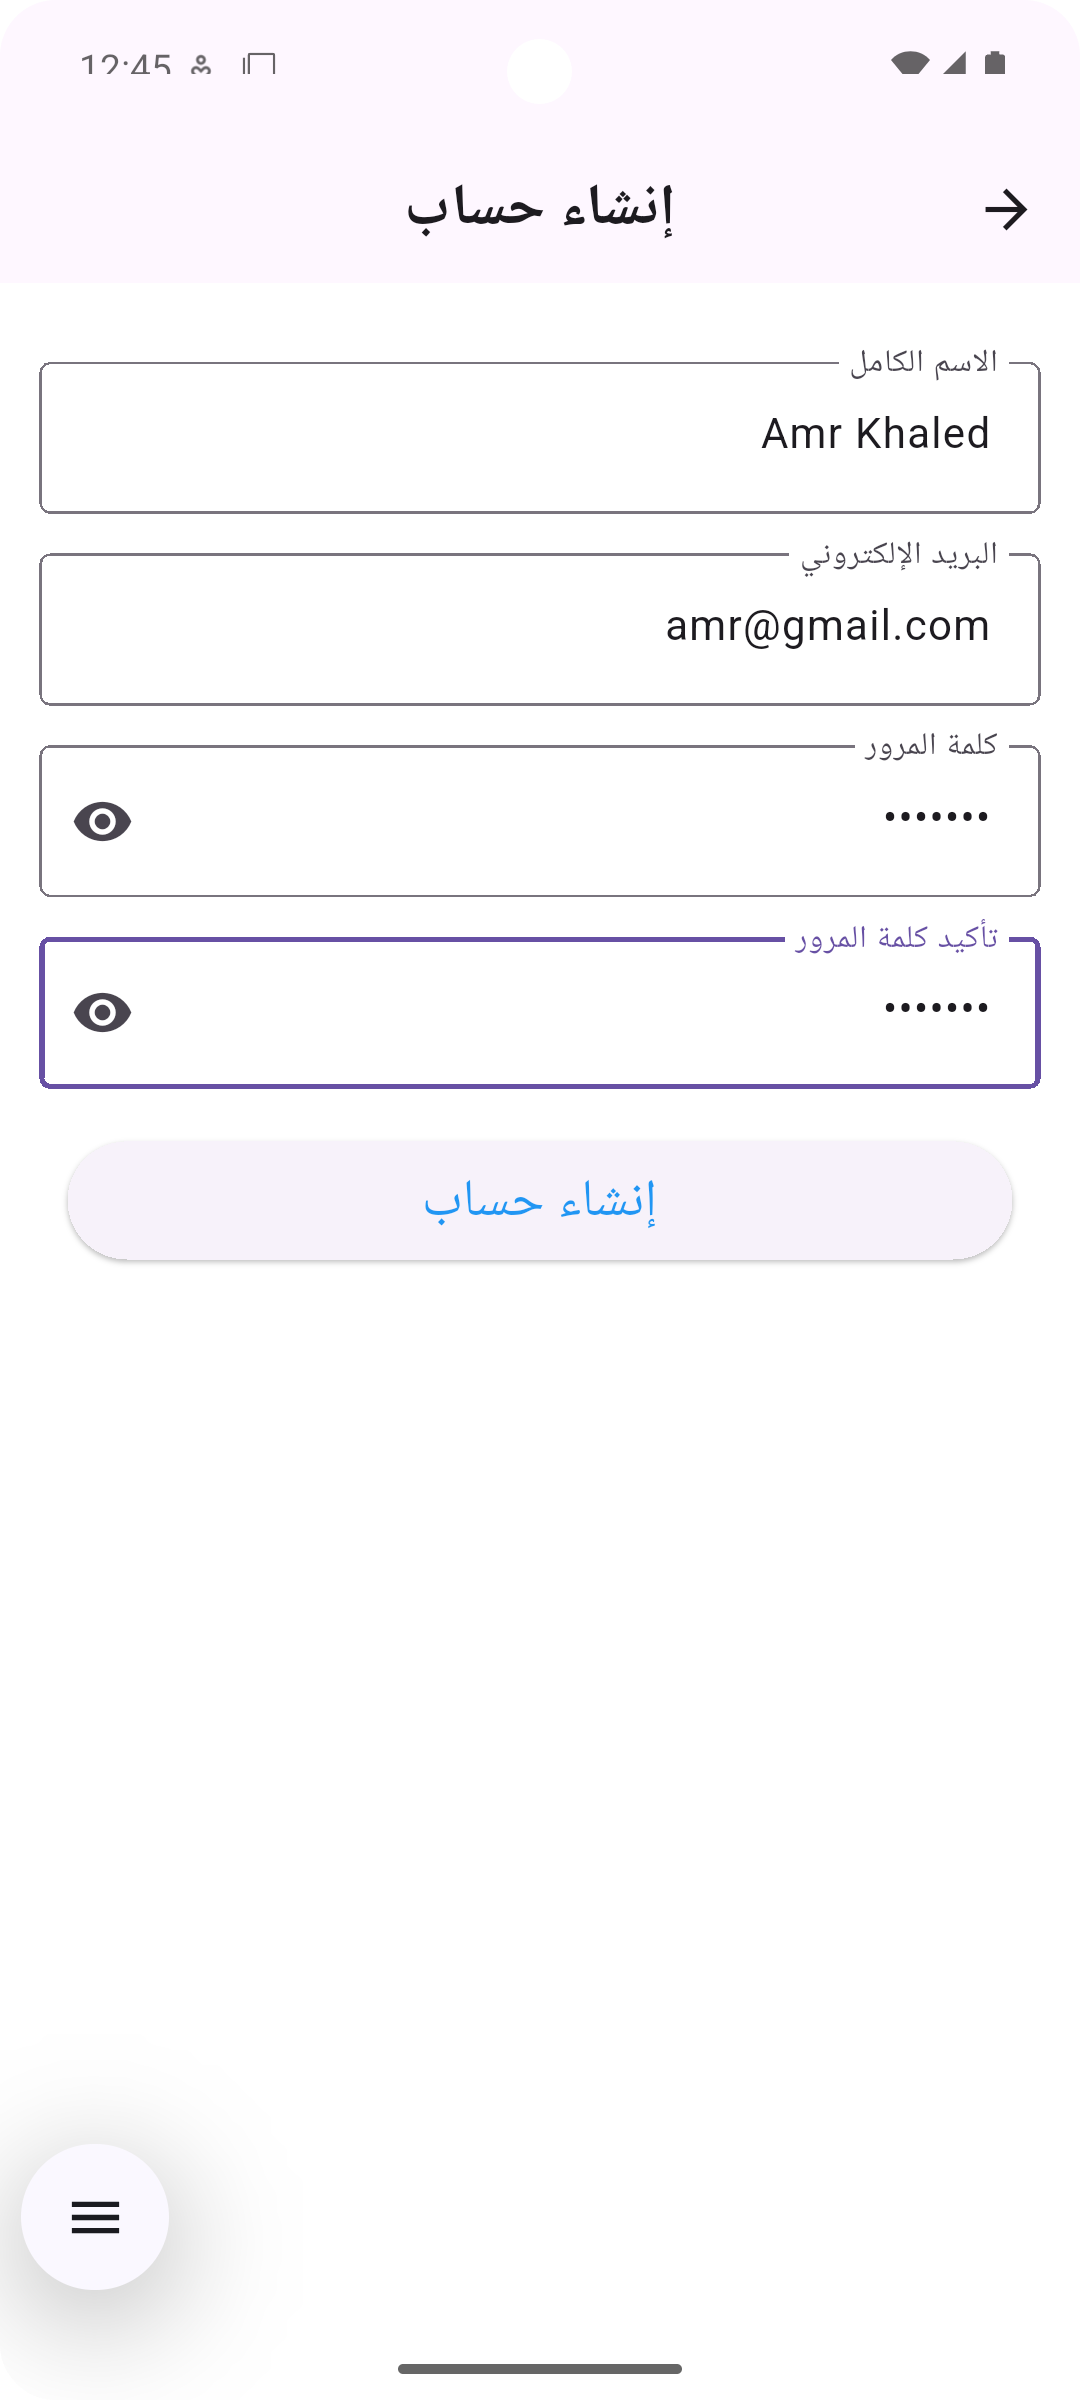 12:45
إنشاء حساب
الاسم الكامل
Amr Khaled
البريد الإلكتروني
amr@gmail.com
كلمة المرور
•••••••
تأكيد كلمة المرور
•••••••
إنشاء حساب